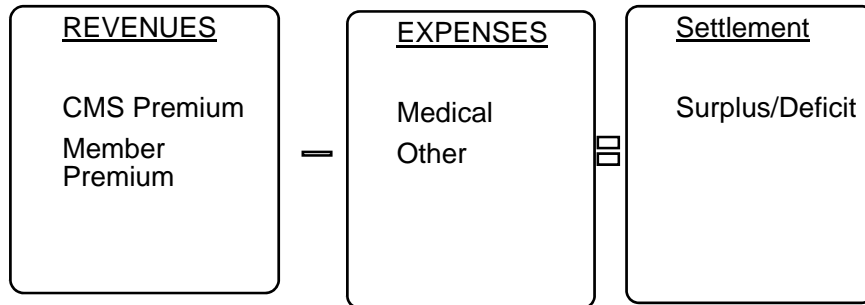 REVENUES
CMS Premium
Member
Premium
EXPENSES
Medical
Other
Settlement
Surplus/Deficit